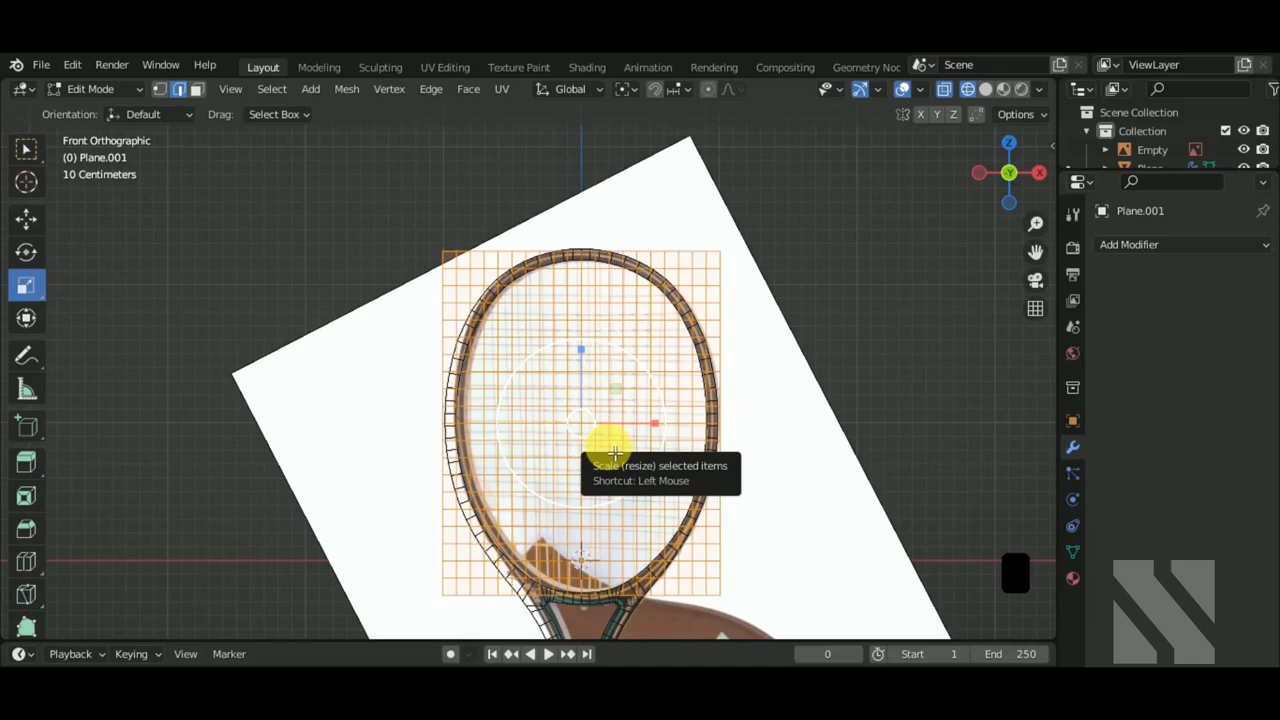 File Edit Render Window Help Layout Modeling Sculpting UV Editing Texture Paint Shading Animation Rendering Compositing Geometry Noc Scene ViewLayer
Edit Mode View Select Add Mesh Vertex Edge Face UV Global
Scene Collection
Orientation: Default Drag: Select Box X Y Z Options
Collection
Front Orthographic
(0) Plane.001
10 Centimeters
Empty
Z
-Y
X
Plane.001
Add Modifier
Scale (resize) selected items
Shortcut: Left Mouse
Playback Keying View Marker 0 Start 1 End 250